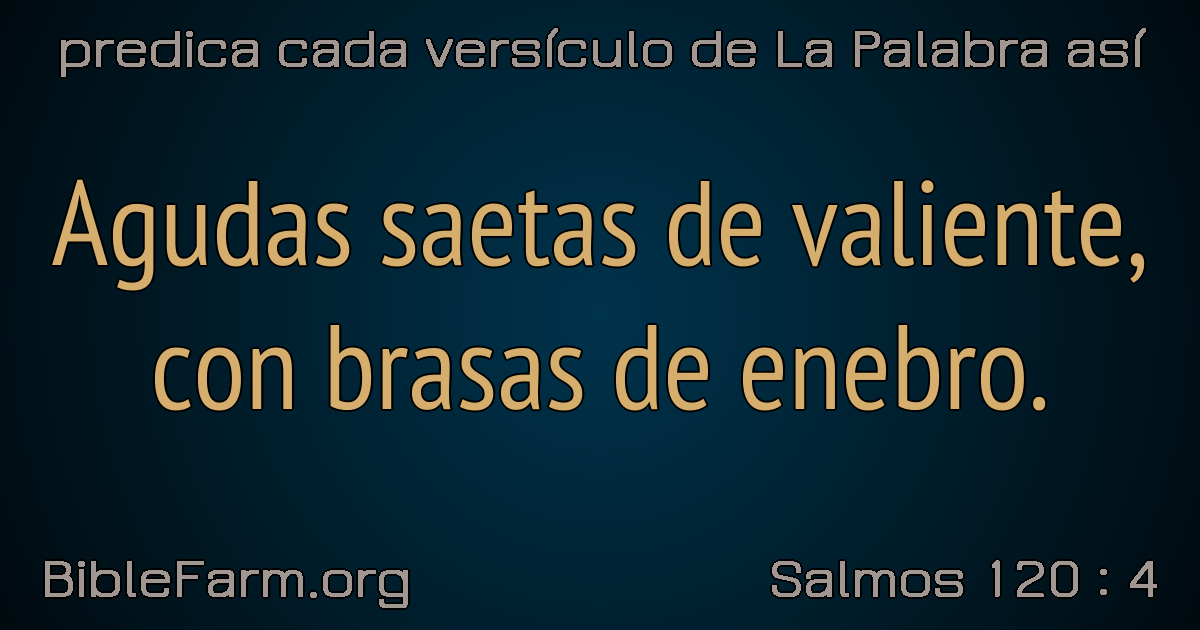 predica cada versículo de La Palabra así
Agudas saetas de valiente,
con brasas de enebro.
BibleFarm.org
Salmos 120 : 4